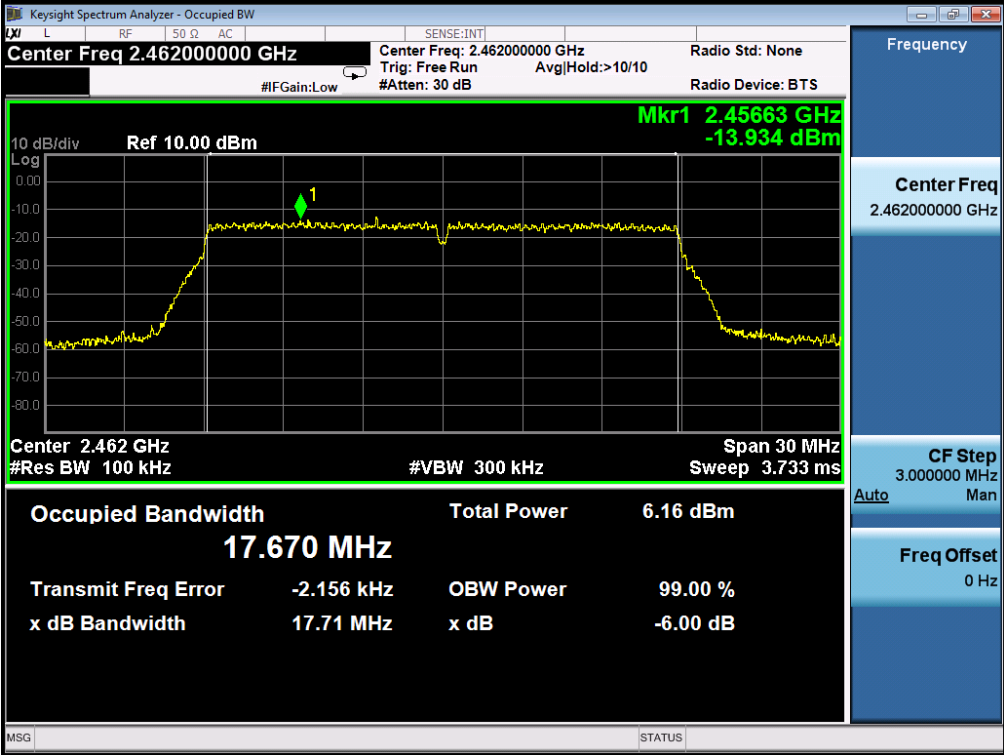 Keysight Spectrum Analyzer - Occupied BW
LXI L RF 50 Ω AC SENSE:INT
Center Freq 2.462000000 GHz
#IFGain:Low
Center Freq: 2.462000000 GHz
Trig: Free Run Avg|Hold:>10/10
#Atten: 30 dB
Radio Std: None
Radio Device: BTS
Mkr1 2.45663 GHz
-13.934 dBm
10 dB/div Ref 10.00 dBm
Log
0.00
-10.0
-20.0
-30.0
-40.0
-50.0
-60.0
-70.0
-80.0
1
Center 2.462 GHz Span 30 MHz
#Res BW 100 kHz #VBW 300 kHz Sweep 3.733 ms
Occupied Bandwidth Total Power 6.16 dBm
17.670 MHz
Transmit Freq Error -2.156 kHz OBW Power 99.00 %
x dB Bandwidth 17.71 MHz x dB -6.00 dB
Frequency
Center Freq
2.462000000 GHz
CF Step
3.000000 MHz
Auto Man
Freq Offset
0 Hz
MSG STATUS